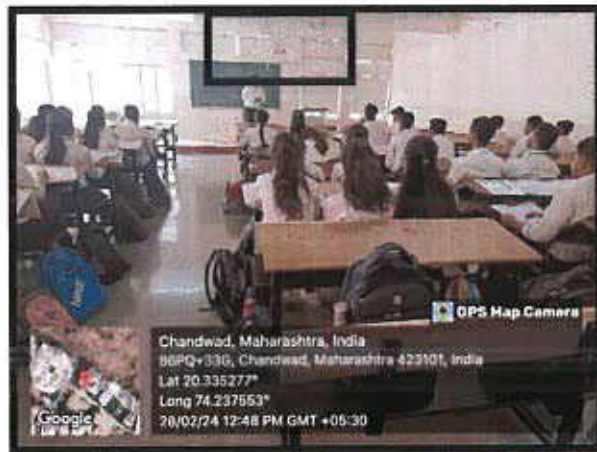 GPS Map Camera
Chandwad, Maharashtra, India
86PQ+33G, Chandwad, Maharashtra 423101, India
Lat 20.335277°
Long 74.237553°
28/02/24 12:48 PM GMT +05:30
Google